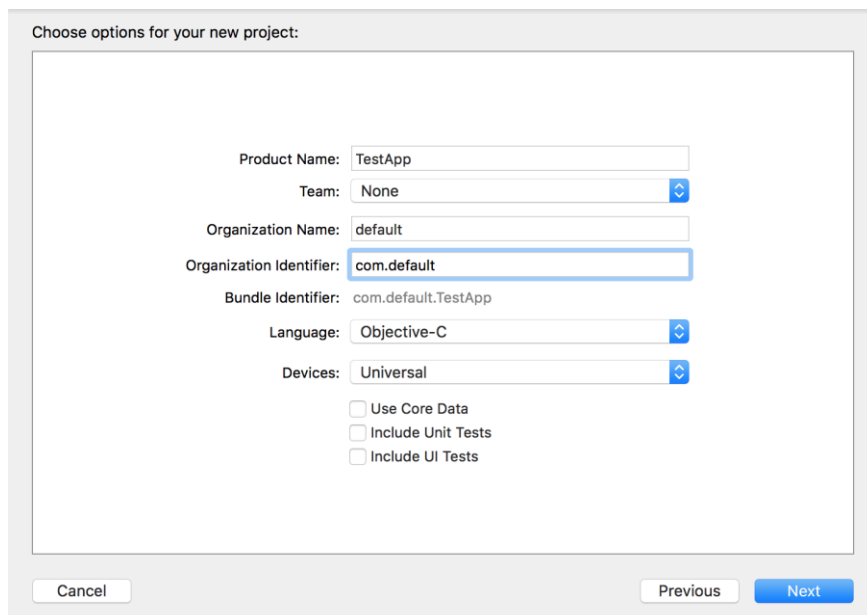 Choose options for your new project:
Product Name: TestApp
Team: None
Organization Name: default
Organization Identifier: com.default
Bundle Identifier: com.default.TestApp
Language: Objective-C
Devices: Universal
Use Core Data
Include Unit Tests
Include UI Tests
Cancel Previous Next